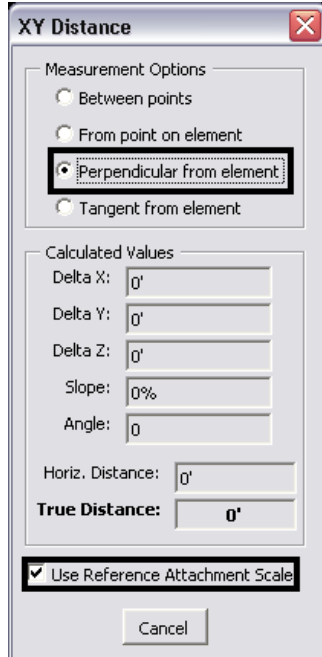 XY Distance
Measurement Options
Between points
From point on element
Perpendicular from element
Tangent from element
Calculated Values
Delta X: 0'
Delta Y: 0'
Delta Z: 0'
Slope: 0%
Angle: 0
Horiz. Distance: 0'
True Distance: 0'
Use Reference Attachment Scale
Cancel